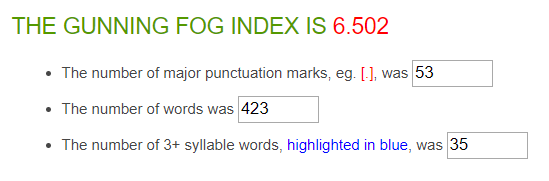 THE GUNNING FOG INDEX IS 6.502
The number of major punctuation marks, eg. [.], was 53
The number of words was 423
The number of 3+ syllable words, highlighted in blue, was 35